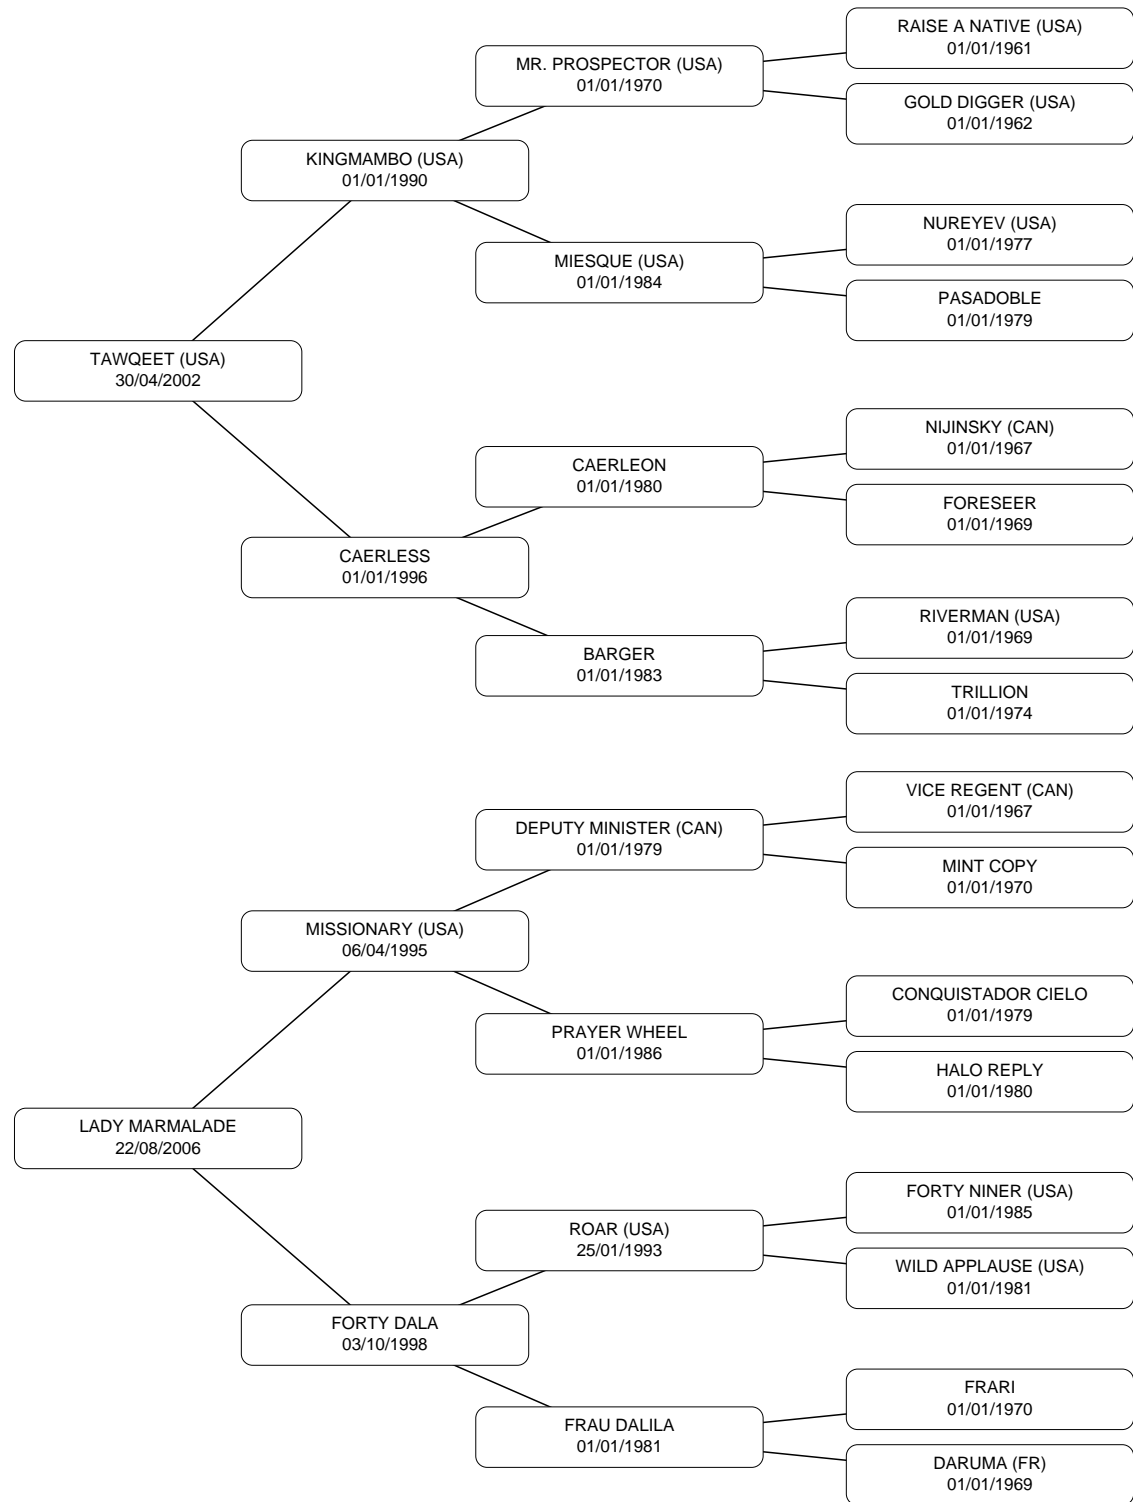 RAISE A NATIVE (USA)
01/01/1961
MR. PROSPECTOR (USA)
01/01/1970
GOLD DIGGER (USA)
01/01/1962
KINGMAMBO (USA)
01/01/1990
NUREYEV (USA)
01/01/1977
MIESQUE (USA)
01/01/1984
PASADOBLE
01/01/1979
TAWQEET (USA)
30/04/2002
NIJINSKY (CAN)
01/01/1967
CAERLEON
01/01/1980
FORESEER
01/01/1969
CAERLESS
01/01/1996
RIVERMAN (USA)
01/01/1969
BARGER
01/01/1983
TRILLION
01/01/1974
VICE REGENT (CAN)
01/01/1967
DEPUTY MINISTER (CAN)
01/01/1979
MINT COPY
01/01/1970
MISSIONARY (USA)
06/04/1995
CONQUISTADOR CIELO
01/01/1979
PRAYER WHEEL
01/01/1986
HALO REPLY
01/01/1980
LADY MARMALADE
22/08/2006
FORTY NINER (USA)
01/01/1985
ROAR (USA)
25/01/1993
WILD APPLAUSE (USA)
01/01/1981
FORTY DALA
03/10/1998
FRARI
01/01/1970
FRAU DALILA
01/01/1981
DARUMA (FR)
01/01/1969